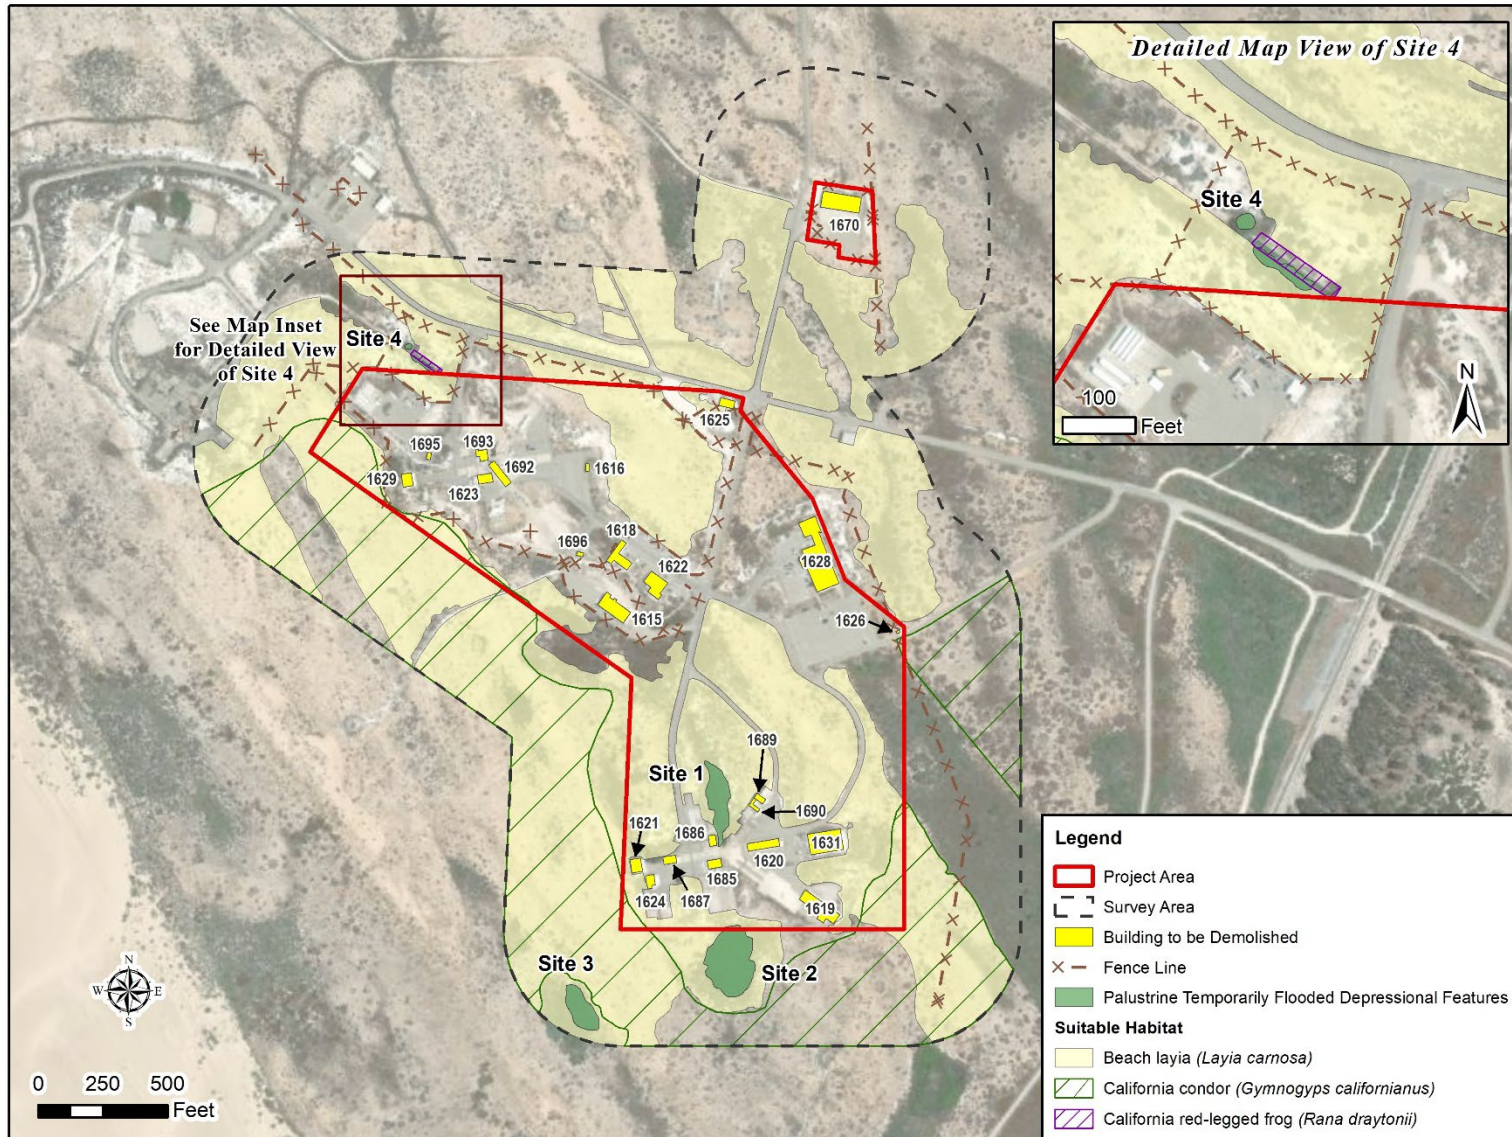 Detailed Map View of Site 4
Site 4
100
Feet
N
1670
See Map Inset
for Detailed View
of Site 4
Site 4
1625
1695
1693
1692
1616
1629
1623
1696
1618
1622
1628
1615
1626
1689
Site 1
1690
1621
1686
1631
1620
1685
1624
1687
1619
Site 3
Site 2
N
W
E
S
0
250
500
Feet
Legend
Project Area
Survey Area
Building to be Demolished
Fence Line
Palustrine Temporarily Flooded Depressional Features
Suitable Habitat
Beach layia (Layia carnosa)
California condor (Gymnogyps californianus)
California red-legged frog (Rana draytonii)